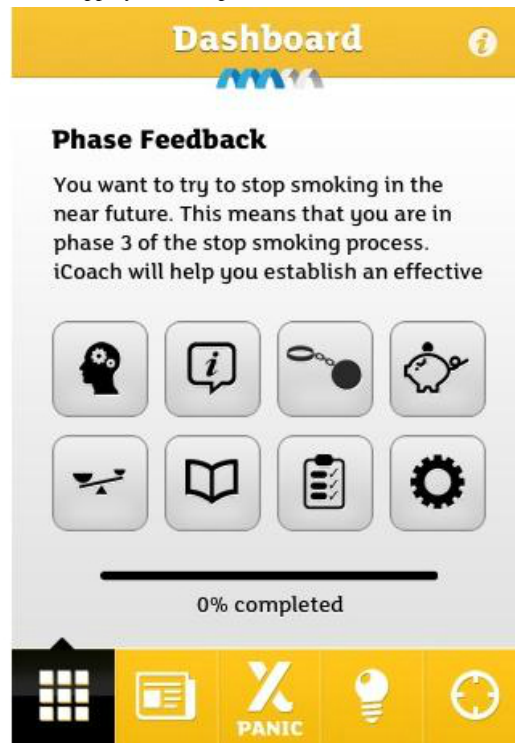 Dashboard
Phase Feedback
You want to try to stop smoking in the
near future. This means that you are in
phase 3 of the stop smoking process.
iCoach will help you establish an effective
0% completed
PANIC